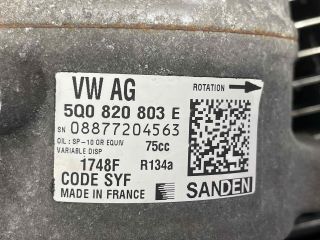 VW AG
ROTATION
5Q0 820 803 E
SN 08877204563
OIL: SP-10 OR EQUIV 75cc
VARIABLE DISP
1748F R134a
CODE SYF
MADE IN FRANCE
SANDEN